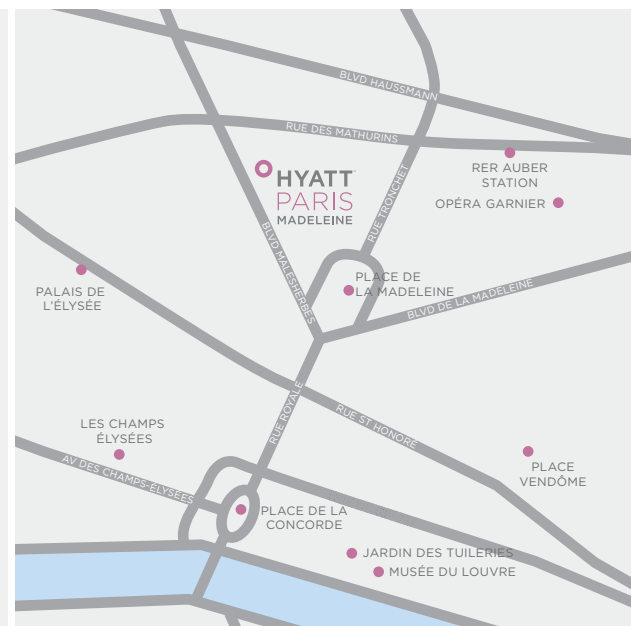 BLVD HAUSSMANN
RUE DES MATHURINS
RER AUBER
STATION
HYATT
PARIS
MADELEINE
OPÉRA GARNIER
RUE TRONCHET
BLVD MALESHERBES
PLACE DE
LA MADELEINE
BLVD DE LA MADELEINE
PALAIS DE
L'ÉLYSÉE
RUE ROYALE
RUE ST HONORE
LES CHAMPS
ÉLYSÉES
AV DES CHAMPS-ELYSÉES
PLACE
VENDÔME
PLACE DE LA
CONCORDE
JARDIN DES TUILERIES
MUSÉE DU LOUVRE